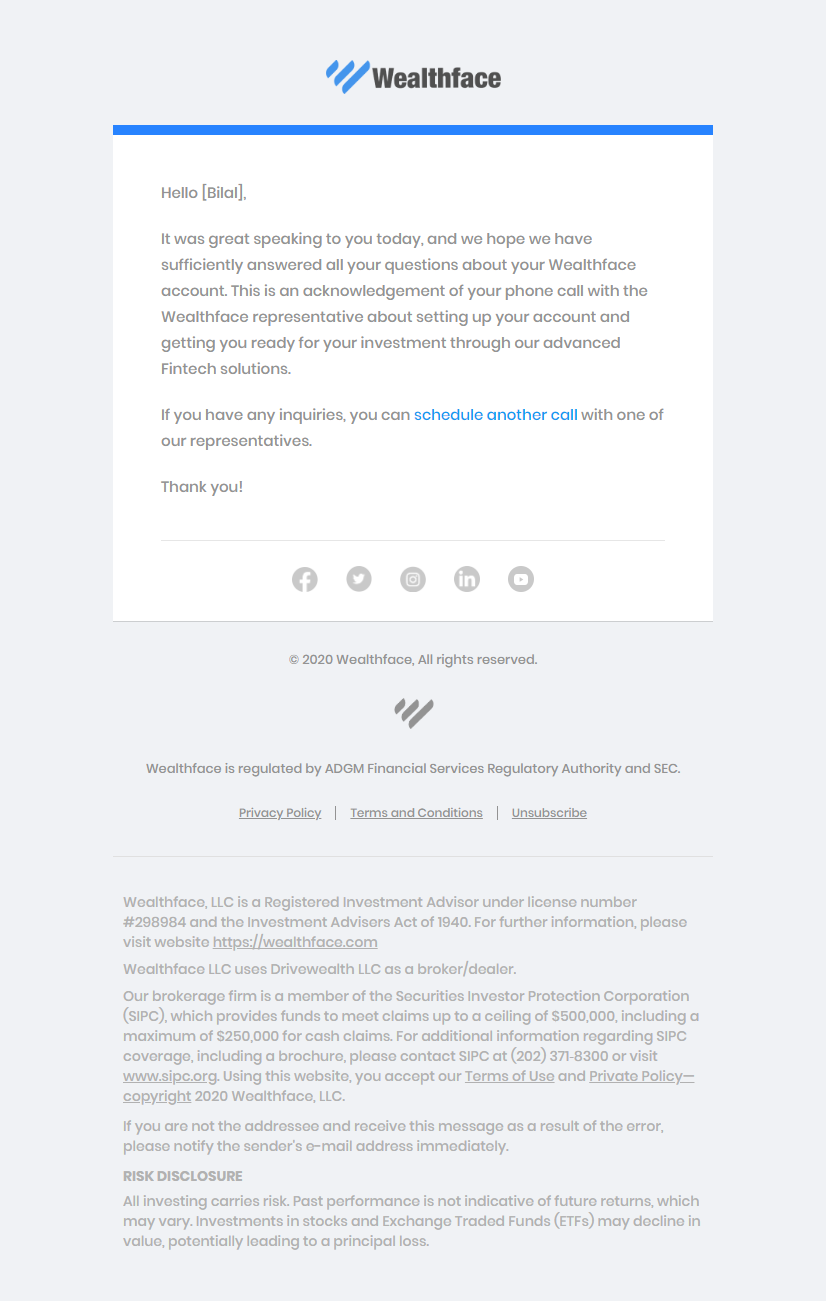 Wealthface
Hello [Bilal],
It was great speaking to you today, and we hope we have
sufficiently answered all your questions about your Wealthface
account. This is an acknowledgement of your phone call with the
Wealthface representative about setting up your account and
getting you ready for your investment through our advanced
Fintech solutions.
If you have any inquiries, you can schedule another call with one of
our representatives.
Thank you!
© 2020 Wealthface, All rights reserved.
Wealthface is regulated by ADGM Financial Services Regulatory Authority and SEC.
Privacy Policy | Terms and Conditions | Unsubscribe
Wealthface, LLC is a Registered Investment Advisor under license number
#298984 and the Investment Advisers Act of 1940. For further information, please
visit website https://wealthface.com
Wealthface LLC uses Drivewealth LLC as a broker/dealer.
Our brokerage firm is a member of the Securities Investor Protection Corporation
(SIPC), which provides funds to meet claims up to a ceiling of $500,000, including a
maximum of $250,000 for cash claims. For additional information regarding SIPC
coverage, including a brochure, please contact SIPC at (202) 371-8300 or visit
www.sipc.org. Using this website, you accept our Terms of Use and Private Policy—
copyright 2020 Wealthface, LLC.
If you are not the addressee and receive this message as a result of the error,
please notify the sender's e-mail address immediately.
RISK DISCLOSURE
All investing carries risk. Past performance is not indicative of future returns, which
may vary. Investments in stocks and Exchange Traded Funds (ETFs) may decline in
value, potentially leading to a principal loss.